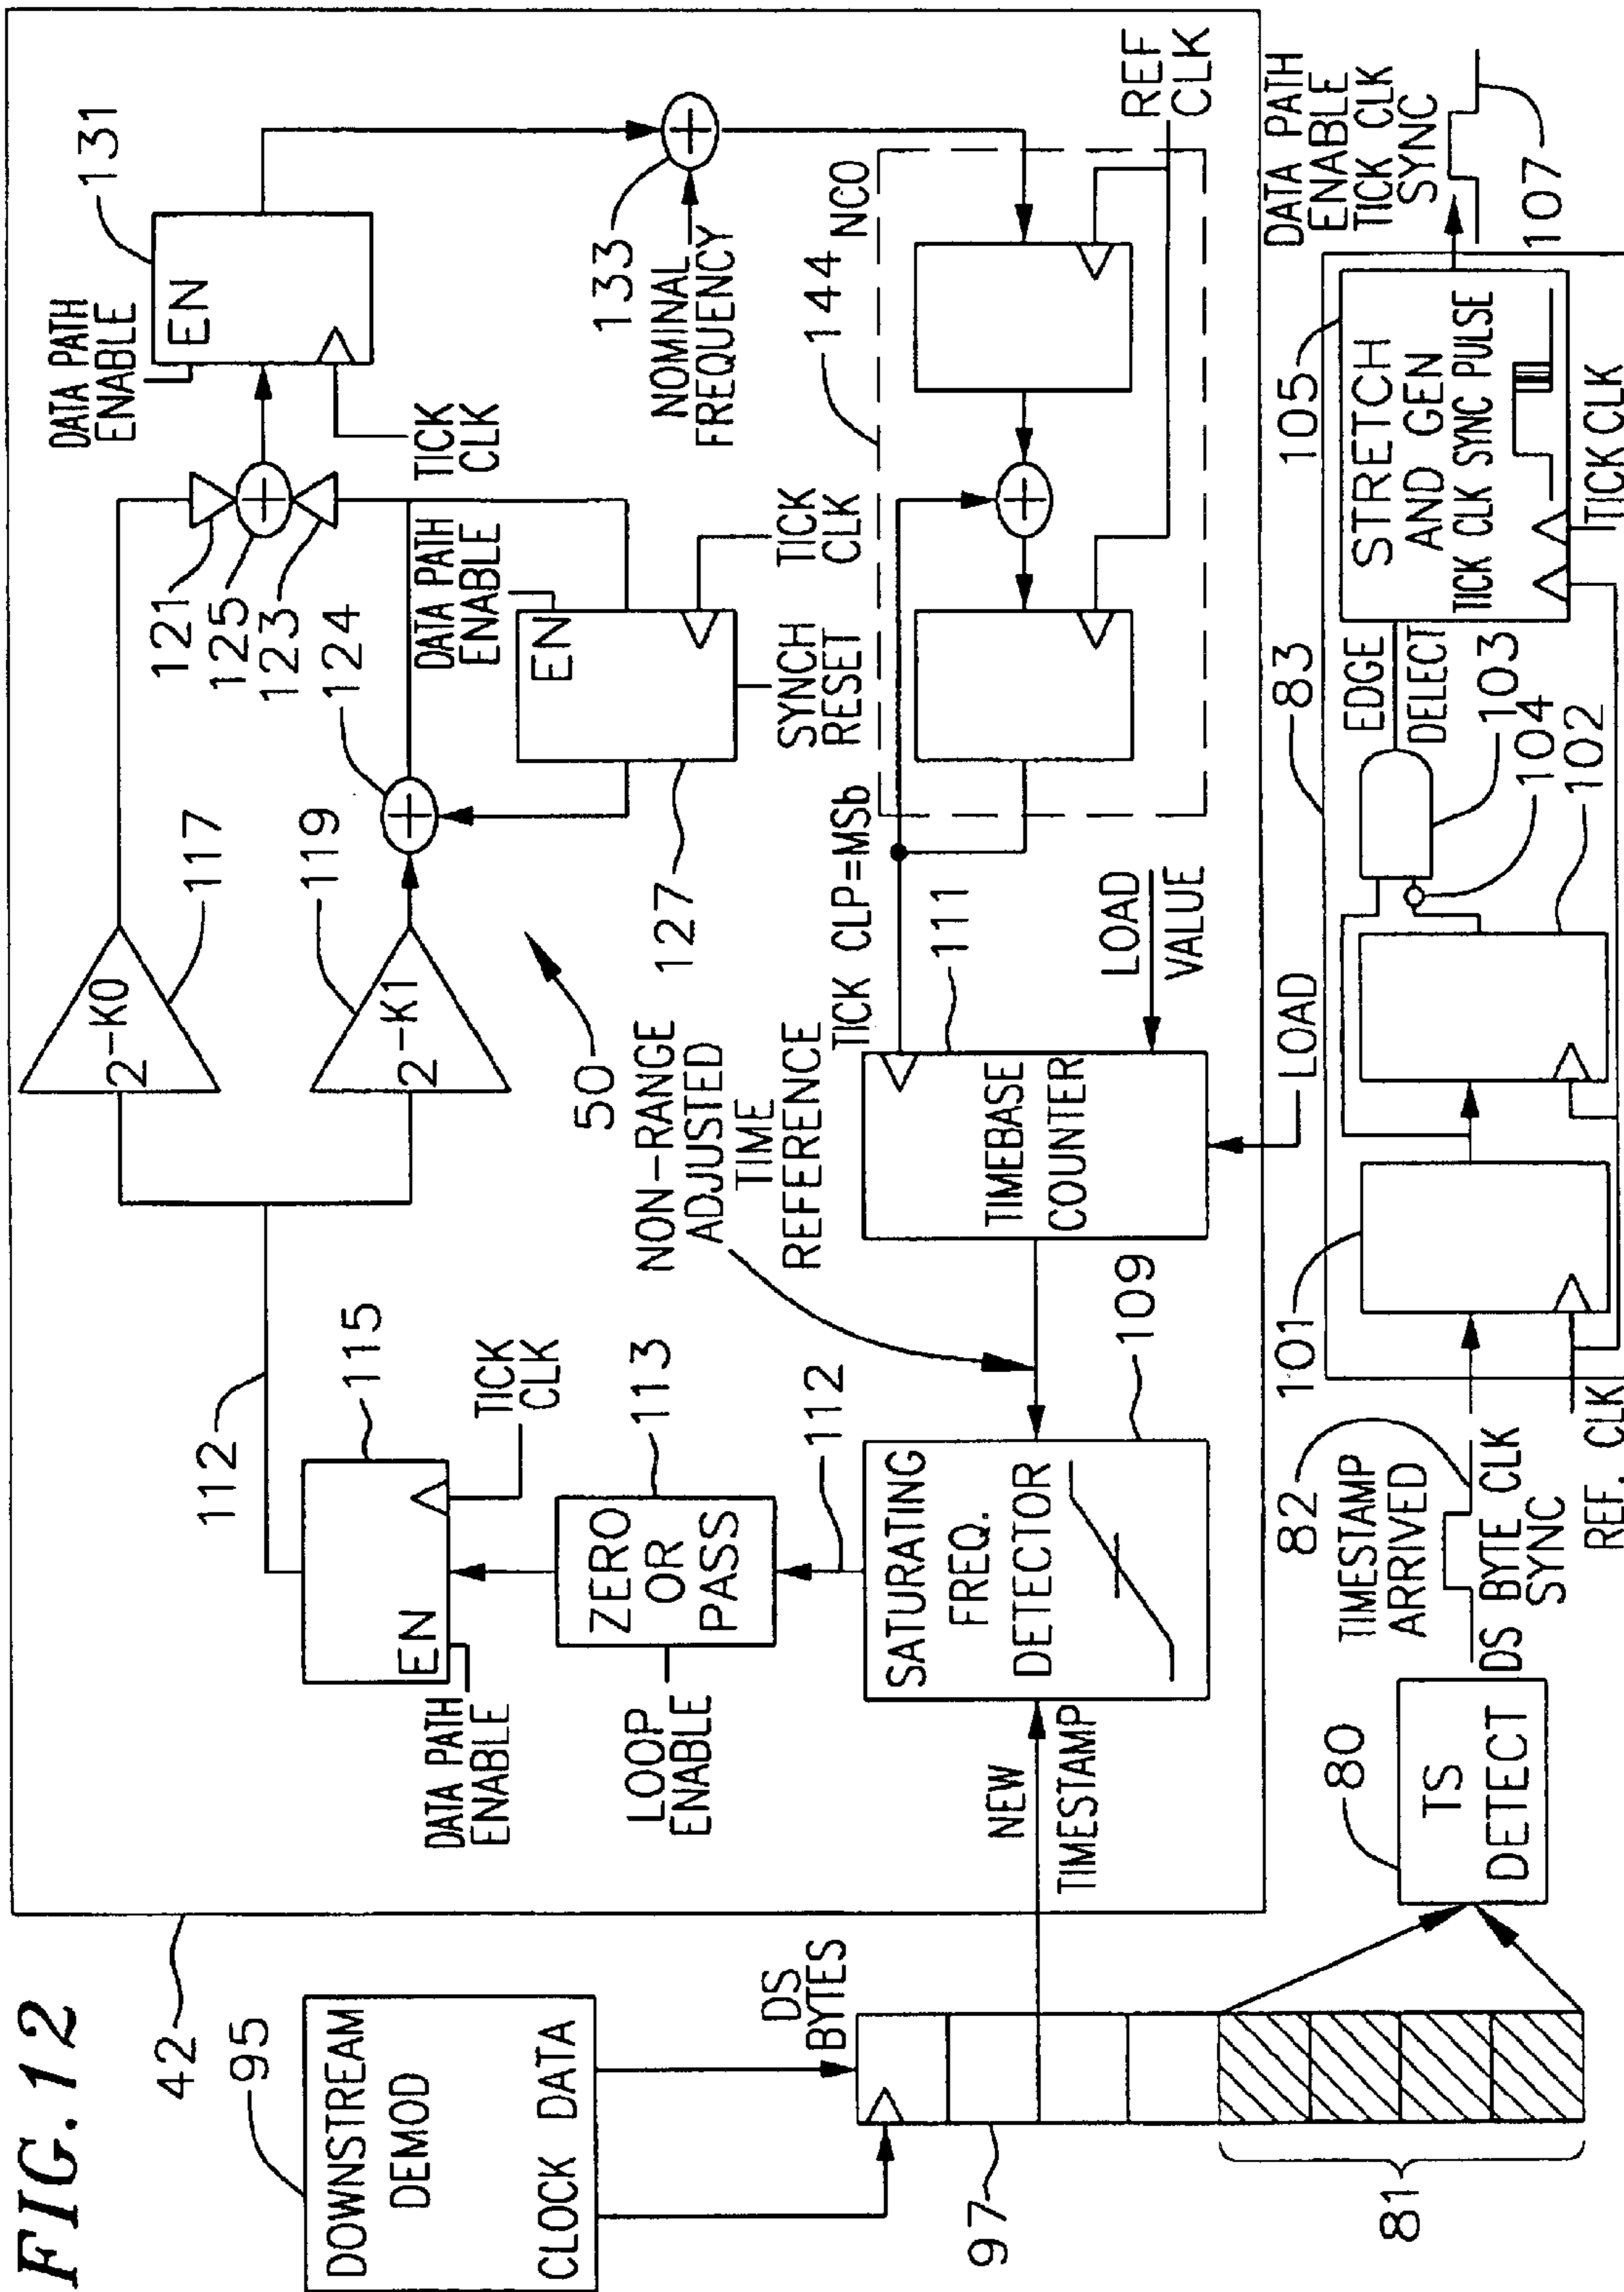 FIG.12
42
95
DOWNSTREAM
DEMOD
CLOCK DATA
DS
BYTES
97
81
NEW
TIMESTAMP
80
TS
DETECT
112
115
EN
TICK
CLK
DATA PATH
ENABLE
113
ZERO
OR
PASS
LOOP
ENABLE
112
109
SATURATING
FREQ.
DETECTOR
NON-RANGE
ADJUSTED
TIME
REFERENCE
50
2-K0
117
2-K1
119
121
125
123
124
127
EN
DATA PATH
ENABLE
SYNCH
RESET
TICK
CLK
DATA PATH
ENABLE
EN
131
TICK
CLK
133
NOMINAL
FREQUENCY
144
NCO
REF
CLK
TICK CLP=MSb
111
TIMEBASE
COUNTER
LOAD
VALUE
LOAD
82
TIMESTAMP
ARRIVED
DS BYTE CLK
SYNC
REF. CLK
101
102
104
103
EDGE
DELECT
83
105
STRETCH
AND GEN
TICK CLK SYNC PULSE
TICK CLK
DATA PATH
ENABLE
TICK CLK
SYNC
107